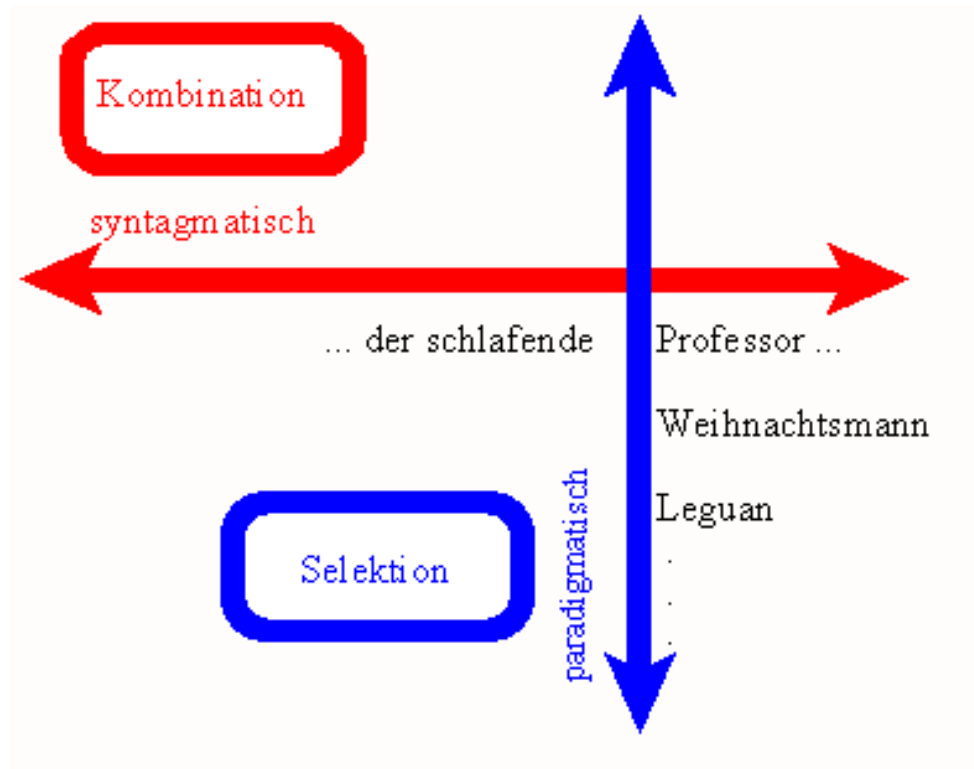 Kombination
syntagmatisch
... der schlafende Professor ...
Weihnachtsmann
Leguan
.
.
.
Selektion
paradigmatisch